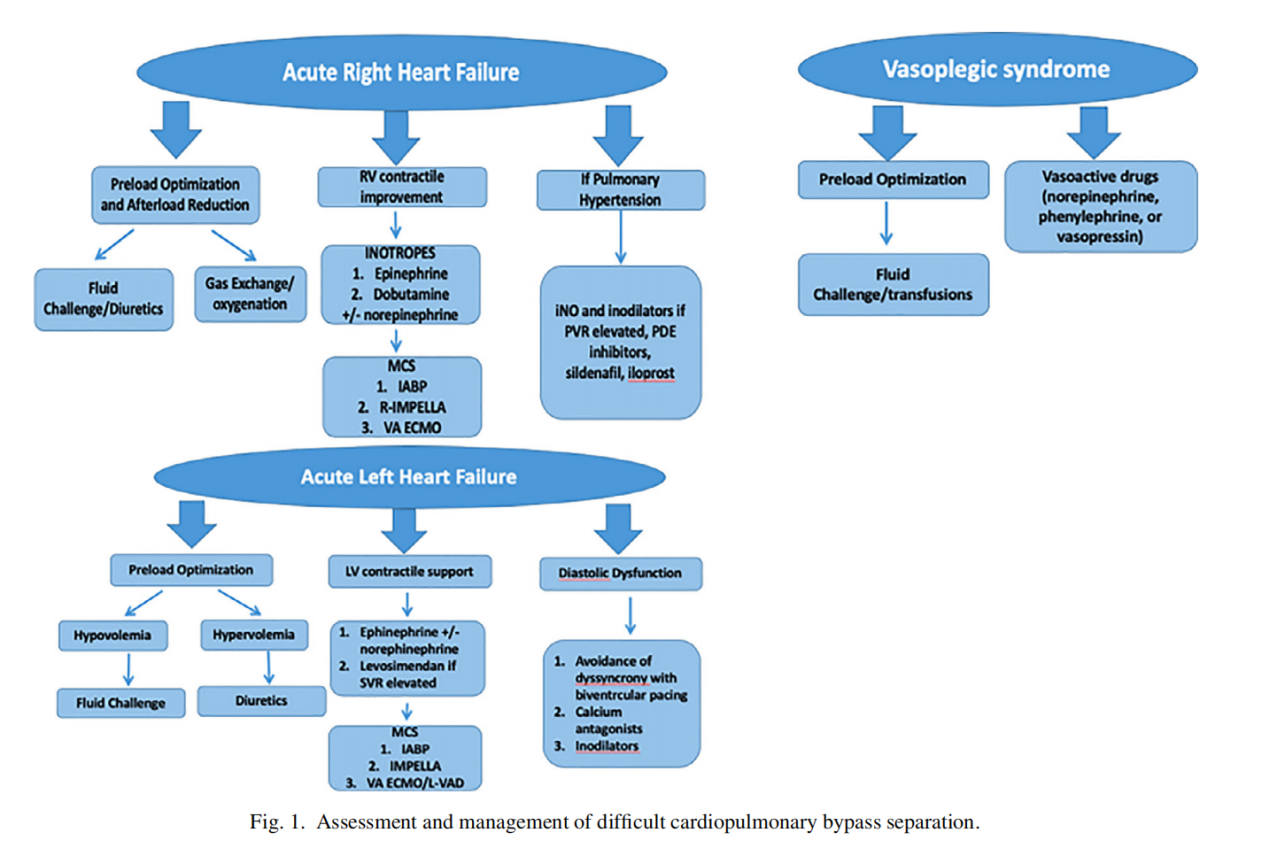 Acute Right Heart Failure
Preload Optimization
and Afterload Reduction
Fluid
Challenge/Diuretics
Gas Exchange/
oxygenation
RV contractile
improvement
INOTROPES
1. Epinephrine
2. Dobutamine
+/- norepinephrine
MCS
1. IABP
2. R-IMPELLA
3. VA ECMO
If Pulmonary
Hypertension
iNO and inodilators if
PVR elevated, PDE
inhibitors,
sildenafil, iloprost
Vasoplegic syndrome
Preload Optimization
Fluid
Challenge/transfusions
Vasoactive drugs
(norepinephrine,
phenylephrine, or
vasopressin)
Acute Left Heart Failure
Preload Optimization
Hypovolemia
Fluid Challenge
Hypervolemia
Diuretics
LV contractile support
1. Ephinephrine +/-
norephinephrine
2. Levosimendan if
SVR elevated
MCS
1. IABP
2. IMPELLA
3. VA ECMO/L-VAD
Diastolic Dysfunction
1. Avoidance of
dyssyncrony with
biventrcular pacing
2. Calcium
antagonists
3. Inodilators
Fig. 1. Assessment and management of difficult cardiopulmonary bypass separation.